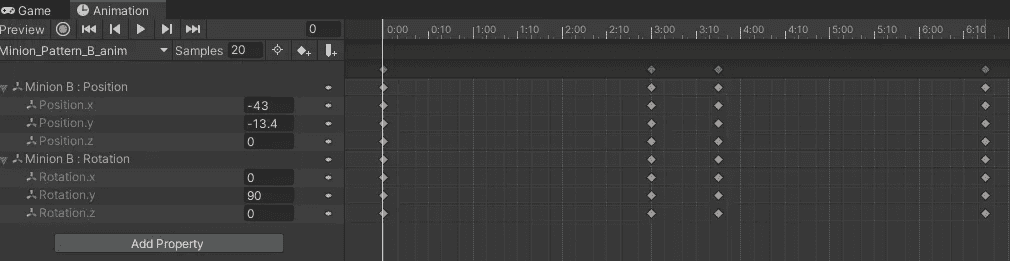 Game Animation
Preview 0 0:00 0:10 1:00 1:10 2:00 2:10 3:00 3:10 4:00 4:10 5:00 5:10 6:00 6:10
Minion_Pattern_B_anim Samples 20
Minion B : Position
Position.x -43
Position.y -13.4
Position.z 0
Minion B : Rotation
Rotation.x 0
Rotation.y 90
Rotation.z 0
Add Property